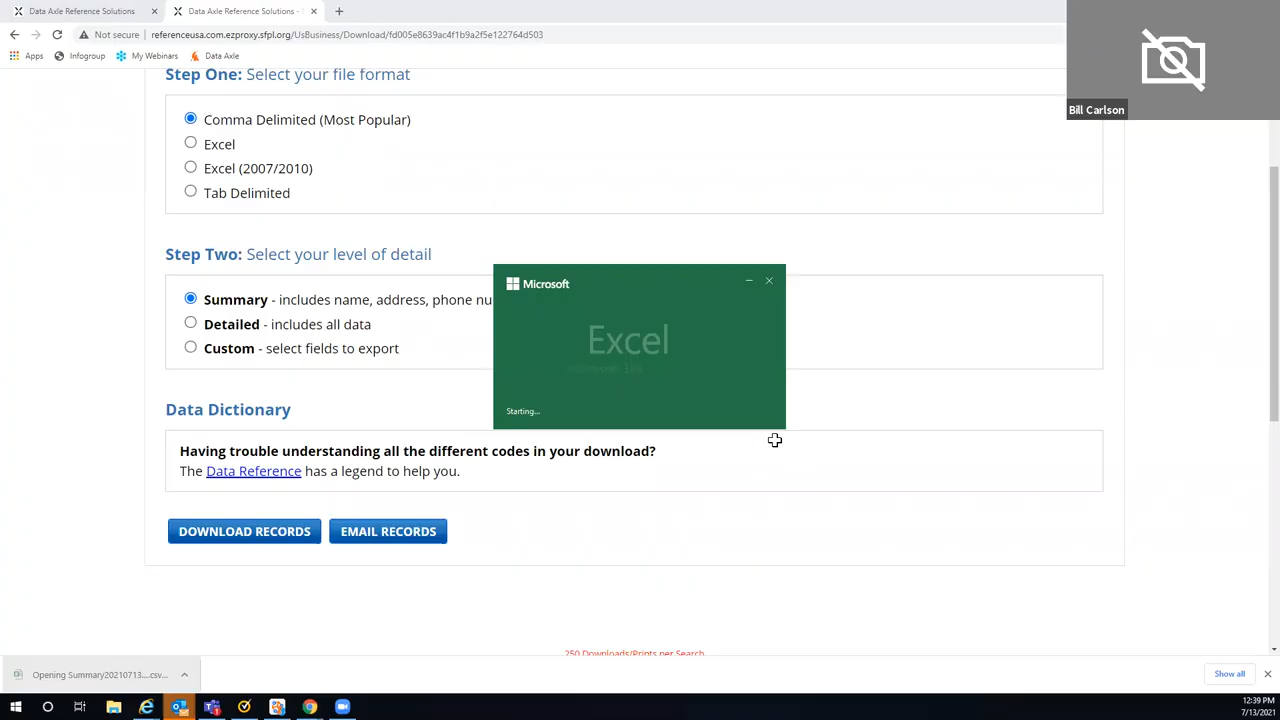 Data Axle Reference Solutions
Data Axle Reference Solutions -
Not secure
referenceusa.com.ezproxy.sfpl.org/UsBusiness/Download/fd005e8639ac4f1b9a2f5e122764d503
Apps
Infogroup
My Webinars
Data Axle
Bill Carlson
Step One: Select your file format
Comma Delimited (Most Popular)
Excel
Excel (2007/2010)
Tab Delimited
Step Two: Select your level of detail
Summary - includes name, address, phone nu
Detailed - includes all data
Custom - select fields to export
Microsoft
Excel
Starting...
Data Dictionary
Having trouble understanding all the different codes in your download?
The Data Reference has a legend to help you.
DOWNLOAD RECORDS
EMAIL RECORDS
250 Downloads/Prints per Search
Opening Summary20210713....csv...
Show all
12:39 PM
7/13/2021